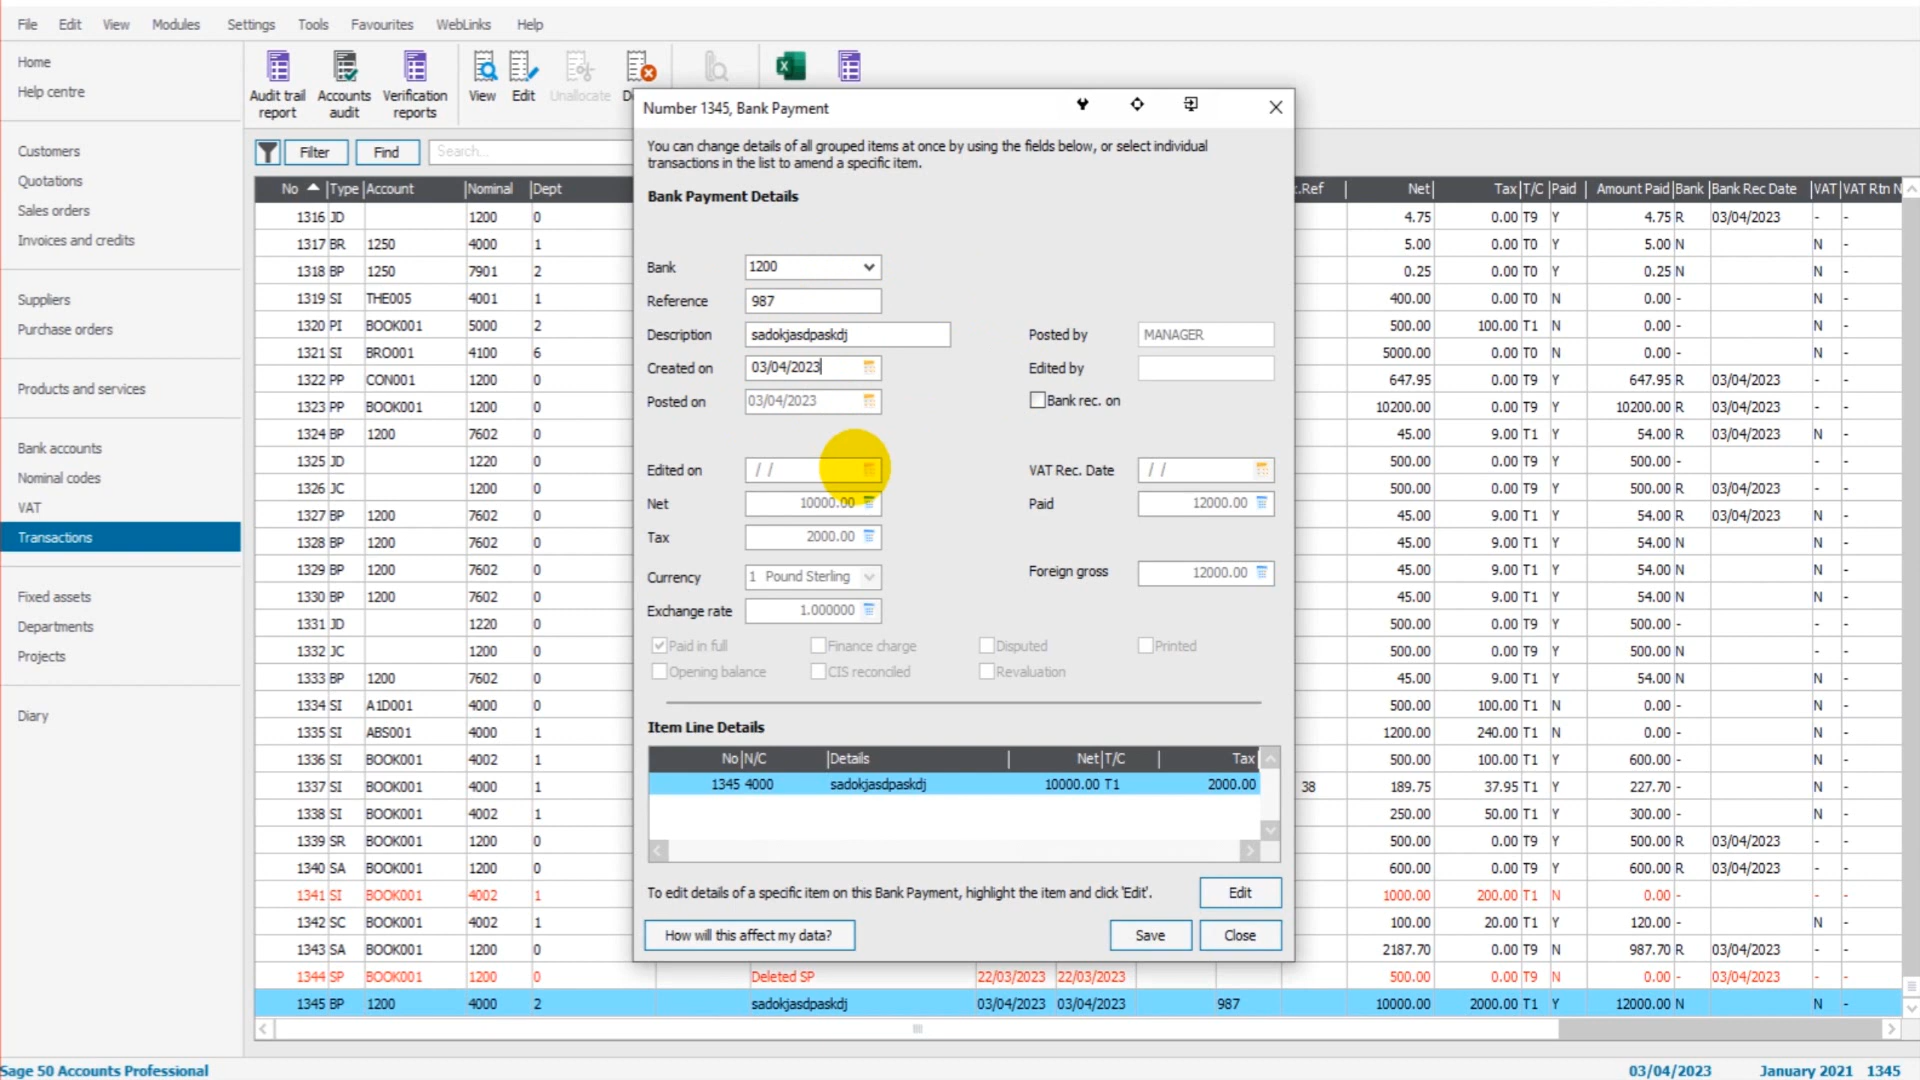 File Edit View Modules Settings Tools Favourites WebLinks Help
Home
Help centre
Customers
Quotations
Sales orders
Invoices and credits
Suppliers
Purchase orders
Products and services
Bank accounts
Nominal codes
VAT
Transactions
Fixed assets
Departments
Projects
Diary
Audit trail report
Accounts audit
Verification reports
View
Edit
Unallocate
Filter Find Search...
No Type Account Nominal Dept
1316 JD 1200 0
1317 BR 1250 4000 1
1318 BP 1250 7901 2
1319 SI THE005 4001 1
1320 PI BOOK001 5000 2
1321 SI BRO001 4100 6
1322 PP CON001 1200 0
1323 PP BOOK001 1200 0
1324 BP 1200 7602 0
1325 JD 1220 0
1326 JC 1200 0
1327 BP 1200 7602 0
1328 BP 1200 7602 0
1329 BP 1200 7602 0
1330 BP 1200 7602 0
1331 JD 1220 0
1332 JC 1200 0
1333 BP 1200 7602 0
1334 SI A1D001 4000 0
1335 SI ABS001 4000 1
1336 SI BOOK001 4002 1
1337 SI BOOK001 4000 1
1338 SI BOOK001 4002 1
1339 SR BOOK001 1200 0
1340 SA BOOK001 1200 0
1341 SI BOOK001 4002 1
1342 SC BOOK001 4002 1
1343 SA BOOK001 1200 0
1344 SP BOOK001 1200 0 Deleted SP 22/03/2023 22/03/2023
1345 BP 1200 4000 2 sadokjasdpaskdj 03/04/2023 03/04/2023 987
Number 1345, Bank Payment
You can change details of all grouped items at once by using the fields below, or select individual
transactions in the list to amend a specific item.
Bank Payment Details
Bank 1200
Reference 987
Description sadokjasdpaskdj Posted by MANAGER
Created on 03/04/2023 Edited by
Posted on 03/04/2023 Bank rec. on
Edited on / / VAT Rec. Date / /
Net 10000.00 Paid 12000.00
Tax 2000.00
Currency 1 Pound Sterling Foreign gross 12000.00
Exchange rate 1.000000
Paid in full Finance charge Disputed Printed
Opening balance CIS reconciled Revaluation
Item Line Details
No N/C Details Net T/C Tax
1345 4000 sadokjasdpaskdj 10000.00 T1 2000.00
To edit details of a specific item on this Bank Payment, highlight the item and click 'Edit'. Edit
How will this affect my data? Save Close
.Ref Net Tax T/C Paid Amount Paid Bank Bank Rec Date VAT VAT Rtn N
4.75 0.00 T9 Y 4.75 R 03/04/2023 - -
5.00 0.00 T0 Y 5.00 N N -
0.25 0.00 T0 Y 0.25 N N -
400.00 0.00 T0 N 0.00 - N -
500.00 100.00 T1 N 0.00 - N -
5000.00 0.00 T0 N 0.00 - N -
647.95 0.00 T9 Y 647.95 R 03/04/2023 - -
10200.00 0.00 T9 Y 10200.00 R 03/04/2023 - -
45.00 9.00 T1 Y 54.00 R 03/04/2023 N -
500.00 0.00 T9 Y 500.00 - - -
500.00 0.00 T9 Y 500.00 R 03/04/2023 - -
45.00 9.00 T1 Y 54.00 R 03/04/2023 N -
45.00 9.00 T1 Y 54.00 N N -
45.00 9.00 T1 Y 54.00 N N -
45.00 9.00 T1 Y 54.00 N N -
500.00 0.00 T9 Y 500.00 - - -
500.00 0.00 T9 Y 500.00 N - -
45.00 9.00 T1 Y 54.00 N N -
500.00 100.00 T1 N 0.00 - N -
1200.00 240.00 T1 N 0.00 - N -
500.00 100.00 T1 Y 600.00 - N -
38 189.75 37.95 T1 Y 227.70 - N -
250.00 50.00 T1 Y 300.00 - N -
500.00 0.00 T9 Y 500.00 R 03/04/2023 - -
600.00 0.00 T9 Y 600.00 R 03/04/2023 - -
1000.00 200.00 T1 N 0.00 - - -
100.00 20.00 T1 Y 120.00 - N -
2187.70 0.00 T9 N 987.70 R 03/04/2023 - -
500.00 0.00 T9 N 0.00 - 03/04/2023 - -
10000.00 2000.00 T1 Y 12000.00 N N -
Sage 50 Accounts Professional 03/04/2023 January 2021 1345